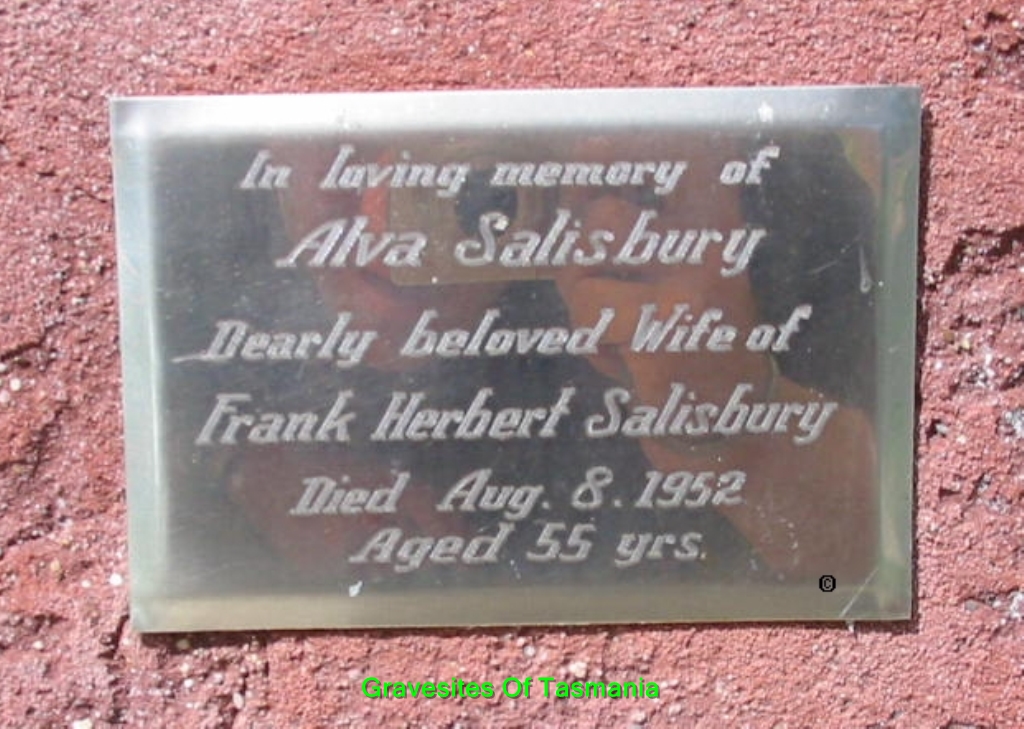 In loving memory of
Alva Salisbury
Dearly beloved Wife of
Frank Herbert Salisbury
Died Aug. 8. 1952
Aged 55 yrs.
©
Gravesites Of Tasmania